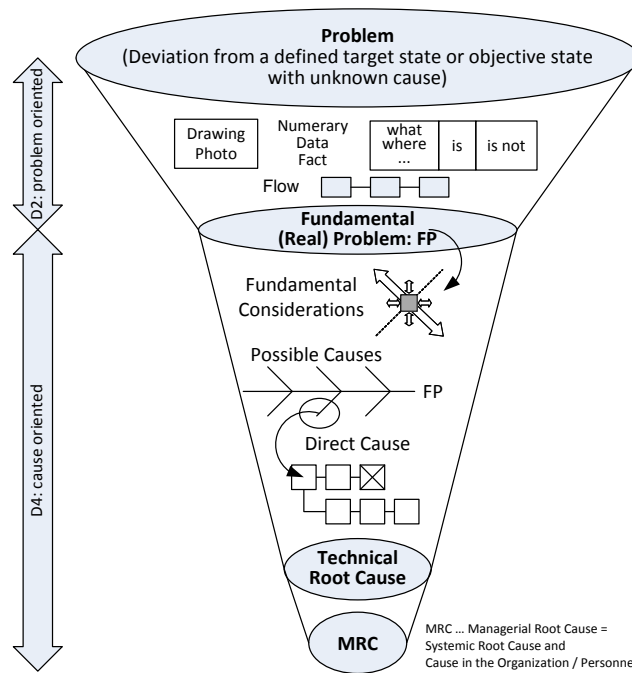 Problem
(Deviation from a defined target state or objective state
with unknown cause)
D2: problem oriented
Drawing
Photo
Numerary
Data
Fact
what
where
...
is
is not
Flow
Fundamental
(Real) Problem: FP
Fundamental
Considerations
Possible Causes
FP
Direct Cause
D4: cause oriented
Technical
Root Cause
MRC
MRC ... Managerial Root Cause =
Systemic Root Cause and
Cause in the Organization / Personne